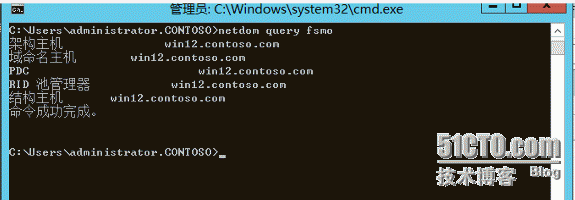 管理员: C:\Windows\system32\cmd.exe
C:\Users\administrator.CONTOSO>netdom query fsmo
架构主机 win12.contoso.com
域命名主机 win12.contoso.com
PDC win12.contoso.com
RID 池管理器 win12.contoso.com
结构主机 win12.contoso.com
命令成功完成。
C:\Users\administrator.CONTOSO>_
51CTO.com
技术博客 Blog